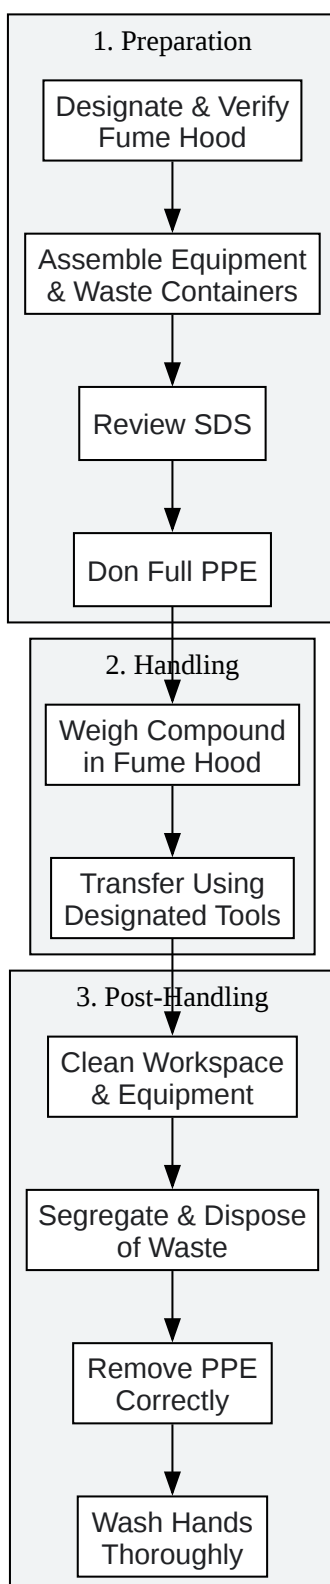 1. Preparation
Designate & Verify
Fume Hood
Assemble Equipment
& Waste Containers
Review SDS
Don Full PPE
2. Handling
Weigh Compound
in Fume Hood
Transfer Using
Designated Tools
3. Post-Handling
Clean Workspace
& Equipment
Segregate & Dispose
of Waste
Remove PPE
Correctly
Wash Hands
Thoroughly